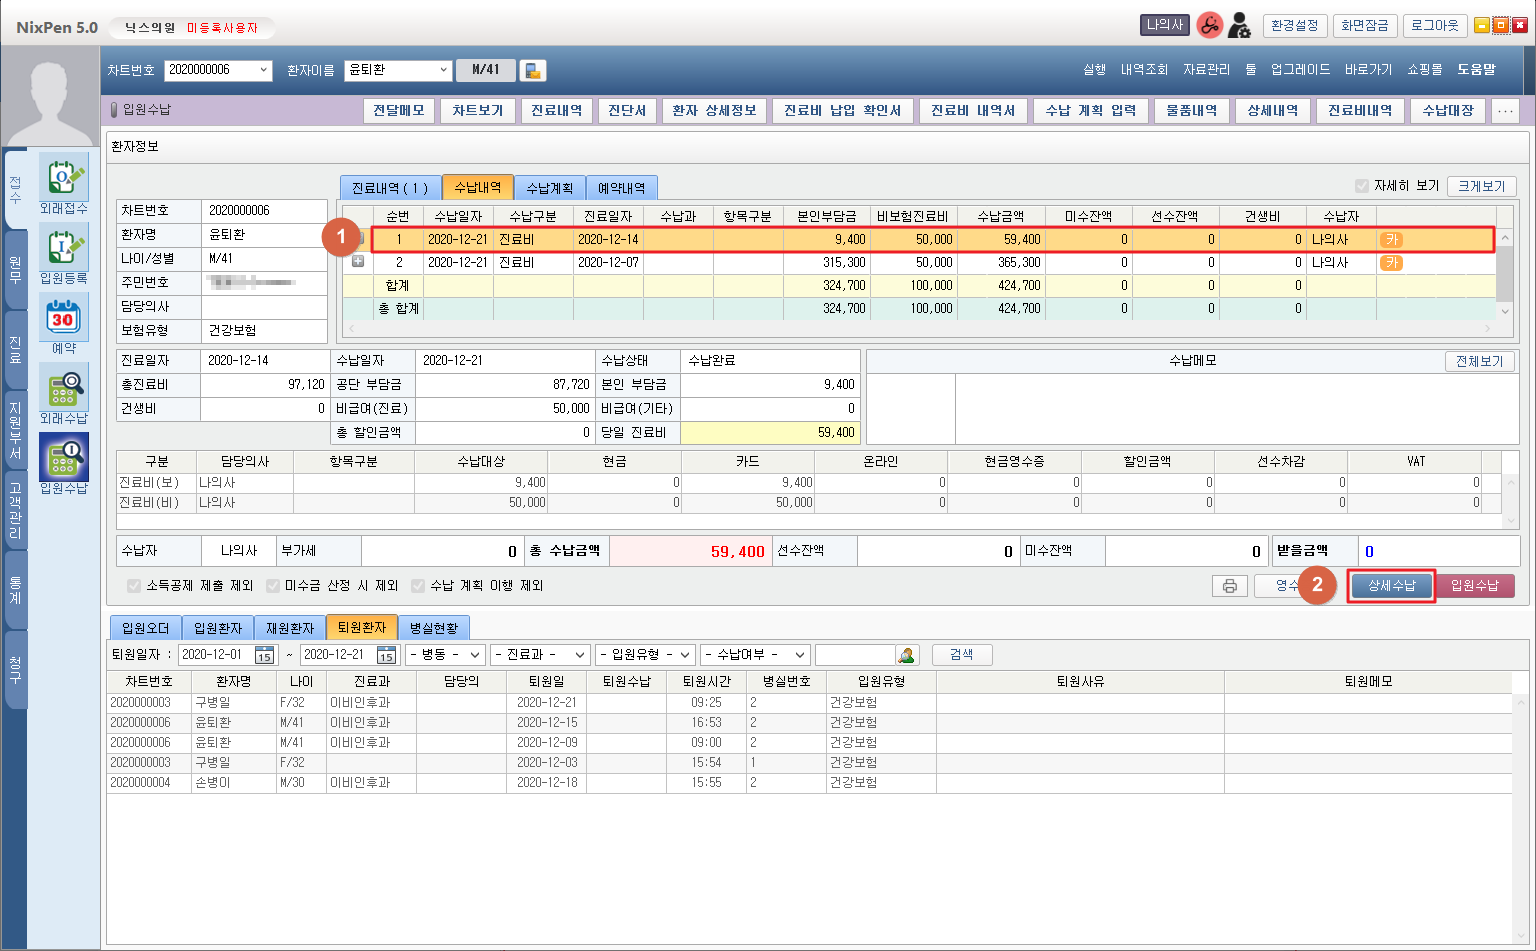 NixPen 5.0 닉스의원 미등록사용자 나의사 환경설정 화면잠금 로그아웃
차트번호 2020000006 환자이름 윤퇴환 M/41 실행 내역조회 자료관리 툴 업그레이드 바로가기 쇼핑몰 도움말
입원수납 전달메모 차트보기 진료내역 진단서 환자 상세정보 진료비 납입 확인서 진료비 내역서 수납 계획 입력 물품내역 상세내역 진료비내역 수납대장 ...
환자정보
접수
원무
진료
지원부서
고객관리
통계
청구
외래접수
입원등록
30
예약
외래수납
입원수납
진료내역 ( 1 ) 수납내역 수납계획 예약내역 자세히 보기 크게보기
차트번호 2020000006
환자명 윤퇴환
나이/성별 M/41
주민번호
담당의사
보험유형 건강보험
순번 수납일자 수납구분 진료일자 수납과 항목구분 본인부담금 비보험진료비 수납금액 미수잔액 선수잔액 건생비 수납자
1 1 2020-12-21 진료비 2020-12-14 9,400 50,000 59,400 0 0 0 나의사 카
2 2020-12-21 진료비 2020-12-07 315,300 50,000 365,300 0 0 0 나의사 카
합계 324,700 100,000 424,700 0 0 0
총 합계 324,700 100,000 424,700 0 0 0
진료일자 2020-12-14 수납일자 2020-12-21 수납상태 수납완료 수납메모 전체보기
총진료비 97,120 공단 부담금 87,720 본인 부담금 9,400
건생비 0 비급여(진료) 50,000 비급여(기타) 0
총 할인금액 0 당일 진료비 59,400
구분 담당의사 항목구분 수납대상 현금 카드 온라인 현금영수증 할인금액 선수차감 VAT
진료비(보) 나의사 9,400 0 9,400 0 0 0 0 0
진료비(비) 나의사 50,000 0 50,000 0 0 0 0 0
수납자 나의사 부가세 0 총 수납금액 59,400 선수잔액 0 미수잔액 0 받을금액 0
소득공제 제출 제외 미수금 산정 시 제외 수납 계획 이행 제외 영수 2 상세수납 입원수납
입원오더 입원환자 재원환자 퇴원환자 병실현황
퇴원일자 : 2020-12-01 15 ~ 2020-12-21 15 - 병동 - - 진료과 - - 입원유형 - - 수납여부 - 검색
차트번호 환자명 나이 진료과 담당의 퇴원일 퇴원수납 퇴원시간 병실번호 입원유형 퇴원사유 퇴원메모
2020000003 구병일 F/32 이비인후과 2020-12-21 09:25 2 건강보험
2020000006 윤퇴환 M/41 이비인후과 2020-12-15 16:53 2 건강보험
2020000006 윤퇴환 M/41 이비인후과 2020-12-09 09:00 2 건강보험
2020000003 구병일 F/32 2020-12-03 15:54 1 건강보험
2020000004 손병이 M/30 이비인후과 2020-12-18 15:55 2 건강보험